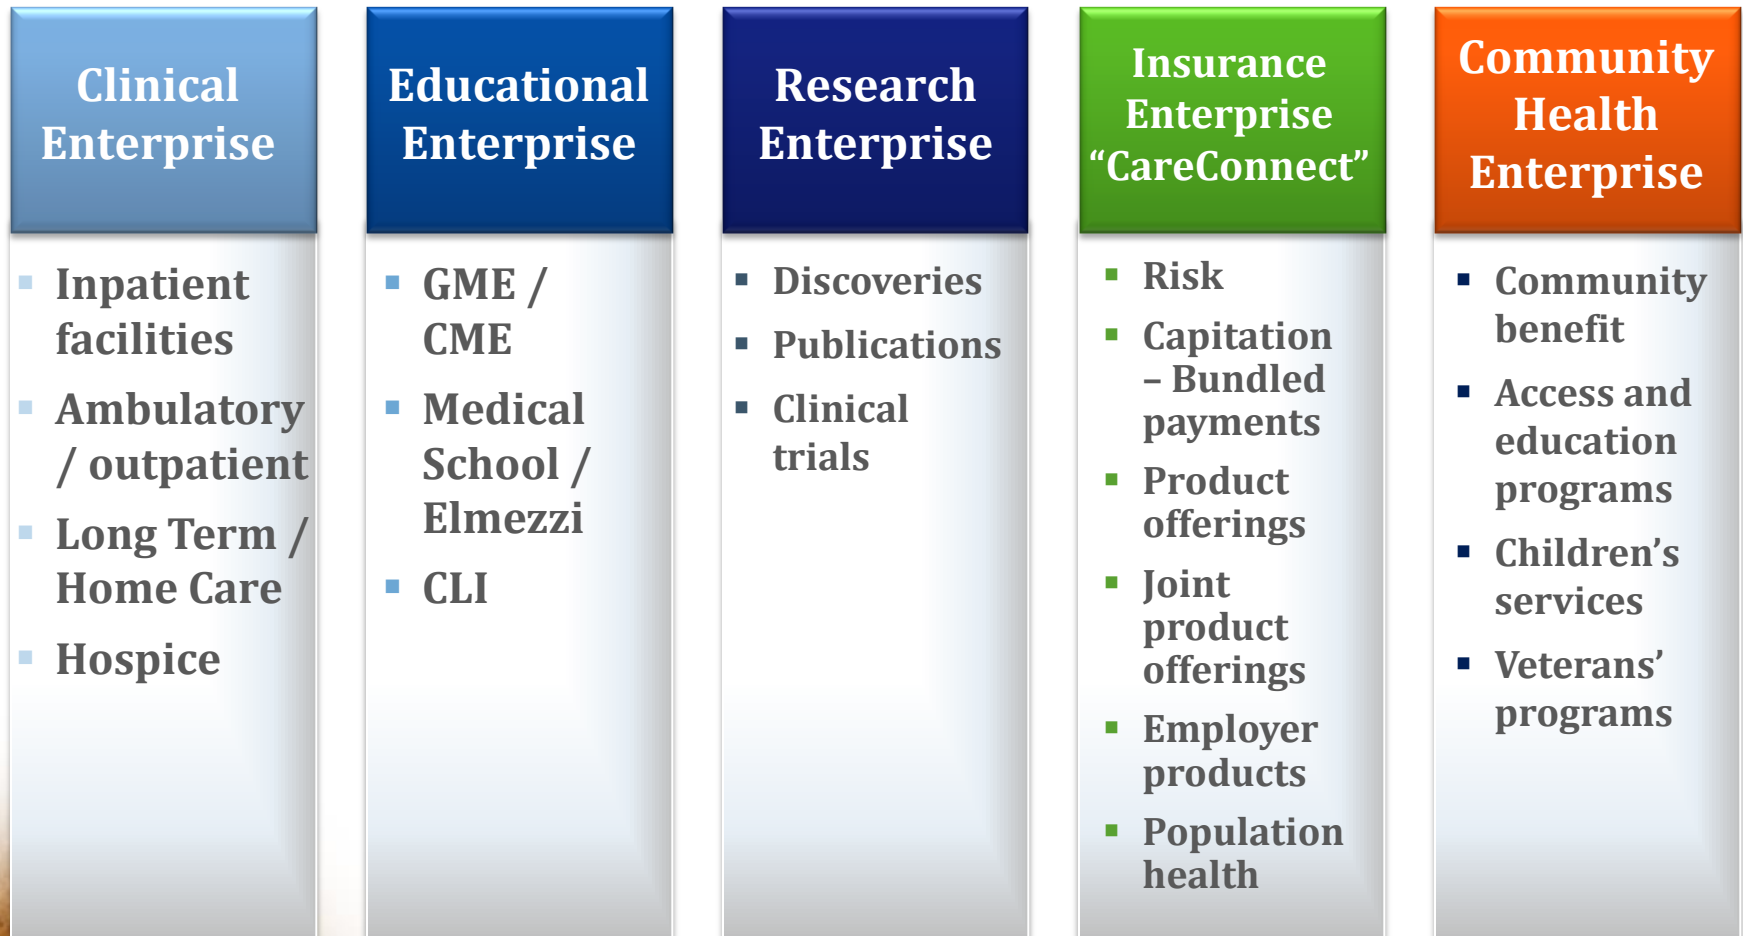 Clinical
Enterprise
Inpatient
facilities
Ambulatory
/ outpatient
Long Term /
Home Care
Hospice
Educational
Enterprise
GME /
CME
Medical
School /
Elmezzi
CLI
Research
Enterprise
Discoveries
Publications
Clinical
trials
Insurance
Enterprise
“CareConnect”
Risk
Capitation
– Bundled
payments
Product
offerings
Joint
product
offerings
Employer
products
Population
health
Community
Health
Enterprise
Community
benefit
Access and
education
programs
Children’s
services
Veterans’
programs